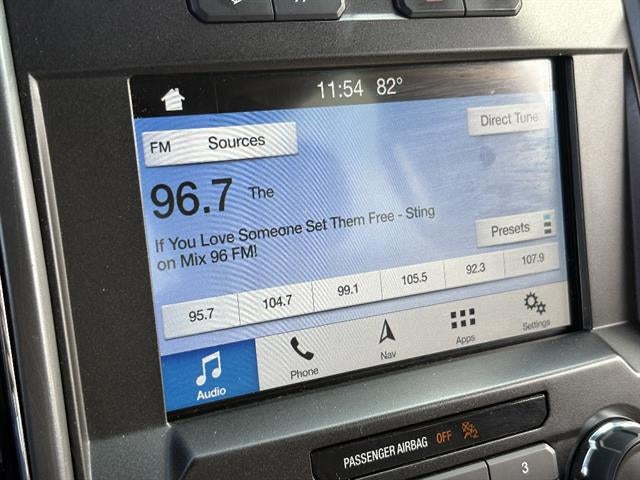 11:54 82°
FM Sources
Direct Tune
96.7 The
If You Love Someone Set Them Free - Sting
on Mix 96 FM!
Presets
95.7 104.7 99.1 105.5 92.3 107.9
Audio Phone Nav Apps Settings
PASSENGER AIRBAG OFF 2
3